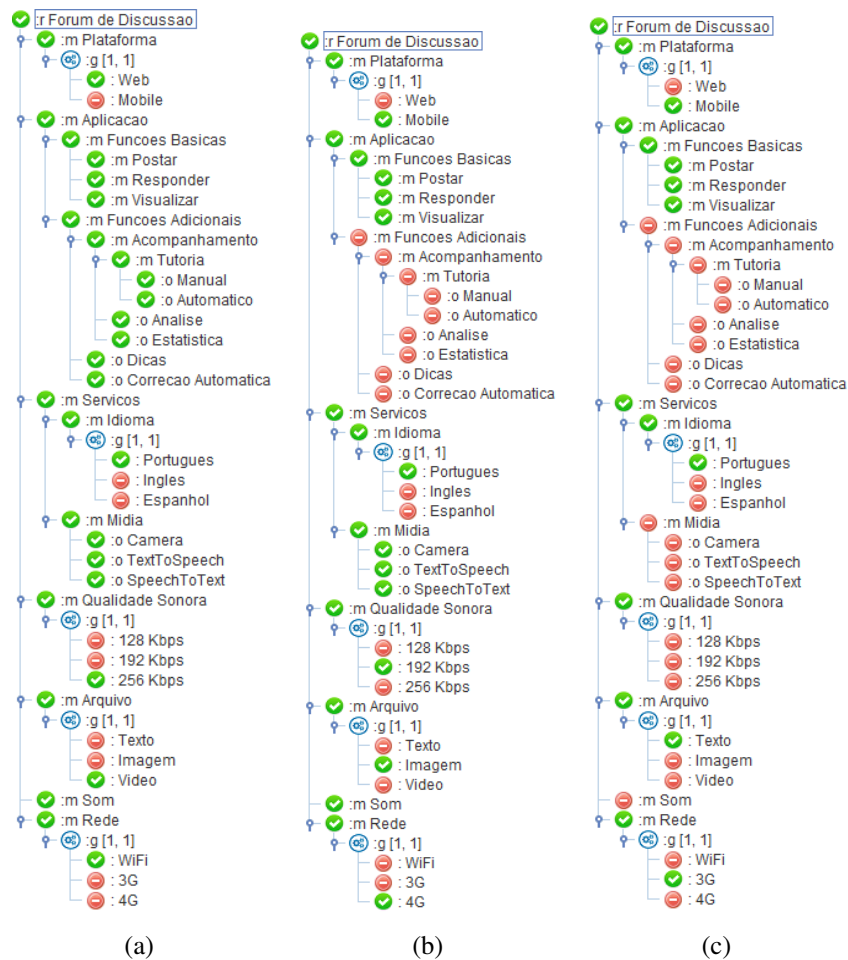 :r Forum de Discussao
:m Plataforma
:g [1, 1]
: Web
: Mobile
:m Aplicacao
:m Funcoes Basicas
:m Postar
:m Responder
:m Visualizar
:m Funcoes Adicionais
:m Acompanhamento
:m Tutoria
:o Manual
:o Automatico
:o Analise
:o Estatistica
:o Dicas
:o Correcao Automatica
:m Servicos
:m Idioma
:g [1, 1]
: Portugues
: Ingles
: Espanhol
:m Midia
:o Camera
:o TextToSpeech
:o SpeechToText
:m Qualidade Sonora
:g [1, 1]
: 128 Kbps
: 192 Kbps
: 256 Kbps
:m Arquivo
:g [1, 1]
: Texto
: Imagem
: Video
:m Som
:m Rede
:g [1, 1]
: WiFi
: 3G
: 4G
(a)
:r Forum de Discussao
:m Plataforma
:g [1, 1]
: Web
: Mobile
:m Aplicacao
:m Funcoes Basicas
:m Postar
:m Responder
:m Visualizar
:m Funcoes Adicionais
:m Acompanhamento
:m Tutoria
:o Manual
:o Automatico
:o Analise
:o Estatistica
:o Dicas
:o Correcao Automatica
:m Servicos
:m Idioma
:g [1, 1]
: Portugues
: Ingles
: Espanhol
:m Midia
:o Camera
:o TextToSpeech
:o SpeechToText
:m Qualidade Sonora
:g [1, 1]
: 128 Kbps
: 192 Kbps
: 256 Kbps
:m Arquivo
:g [1, 1]
: Texto
: Imagem
: Video
:m Som
:m Rede
:g [1, 1]
: WiFi
: 3G
: 4G
(b)
:r Forum de Discussao
:m Plataforma
:g [1, 1]
: Web
: Mobile
:m Aplicacao
:m Funcoes Basicas
:m Postar
:m Responder
:m Visualizar
:m Funcoes Adicionais
:m Acompanhamento
:m Tutoria
:o Manual
:o Automatico
:o Analise
:o Estatistica
:o Dicas
:o Correcao Automatica
:m Servicos
:m Idioma
:g [1, 1]
: Portugues
: Ingles
: Espanhol
:m Midia
:o Camera
:o TextToSpeech
:o SpeechToText
:m Qualidade Sonora
:g [1, 1]
: 128 Kbps
: 192 Kbps
: 256 Kbps
:m Arquivo
:g [1, 1]
: Texto
: Imagem
: Video
:m Som
:m Rede
:g [1, 1]
: WiFi
: 3G
: 4G
(c)